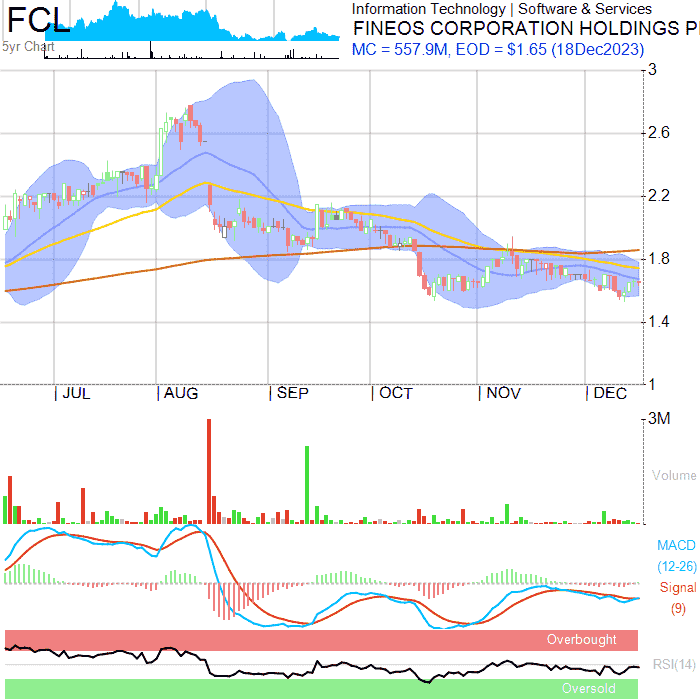 FCL
5yr Chart
Information Technology | Software & Services
FINEOS CORPORATION HOLDINGS P
MC = 557.9M, EOD = $1.65 (18Dec2023)
3
2.6
2.2
1.8
1.4
1
JUL AUG SEP OCT NOV DEC
3M
Volume
MACD
(12-26)
Signal
(9)
Overbought
RSI(14)
Oversold